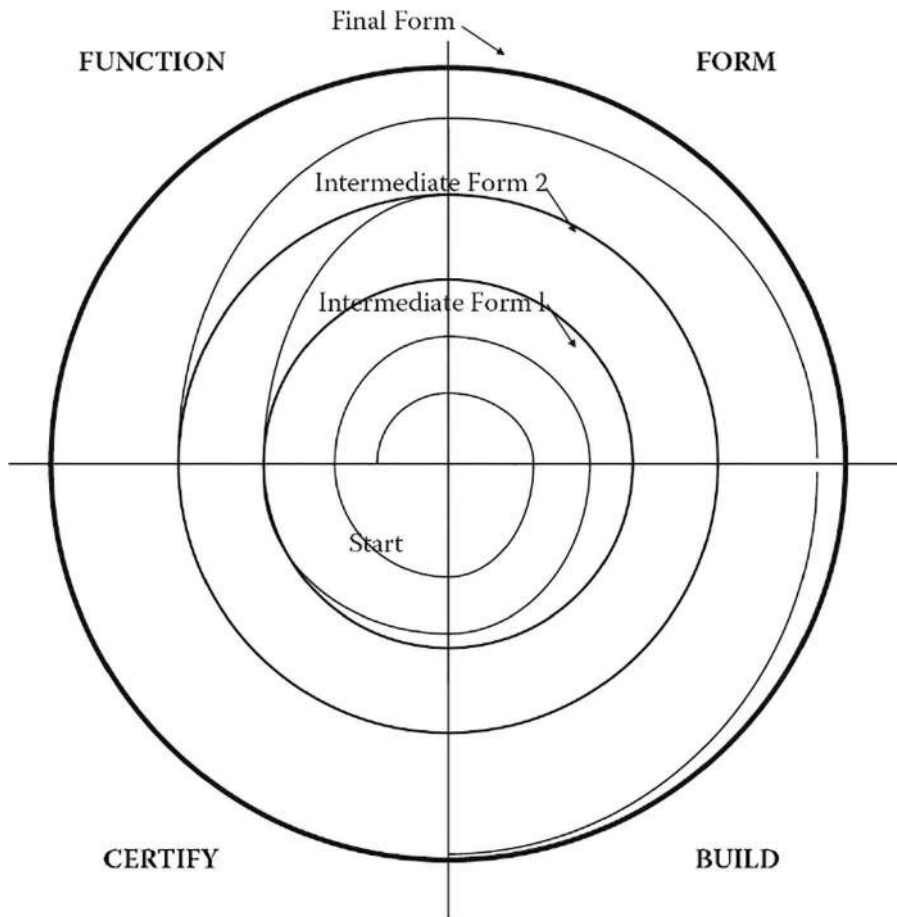 Final Form
FUNCTION
FORM
Intermediate Form 2
Intermediate Form 1
Start
CERTIFY
BUILD